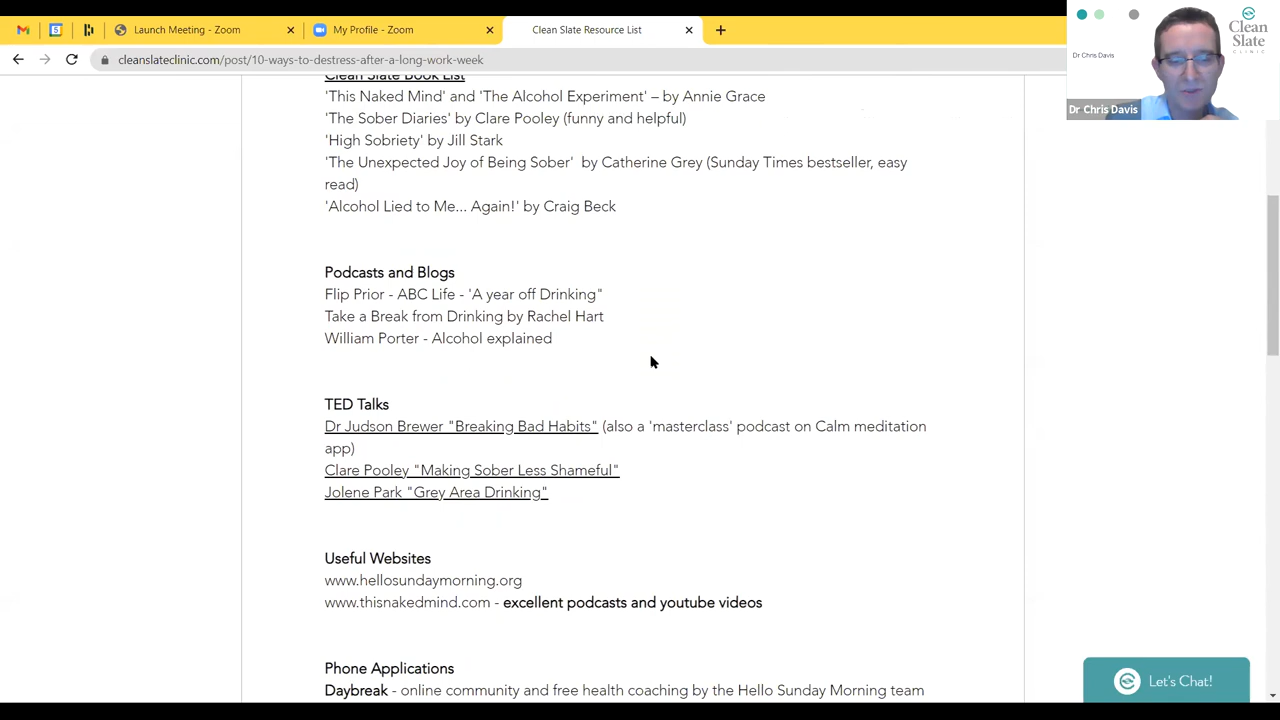 Launch Meeting - Zoom
My Profile - Zoom
Clean Slate Resource List
cleanslateclinic.com/post/10-ways-to-destress-after-a-long-work-week
Clean Slate Book List
'This Naked Mind' and 'The Alcohol Experiment' – by Annie Grace
'The Sober Diaries' by Clare Pooley (funny and helpful)
'High Sobriety' by Jill Stark
'The Unexpected Joy of Being Sober' by Catherine Grey (Sunday Times bestseller, easy
read)
'Alcohol Lied to Me... Again!' by Craig Beck
Podcasts and Blogs
Flip Prior - ABC Life - 'A year off Drinking"
Take a Break from Drinking by Rachel Hart
William Porter - Alcohol explained
TED Talks
Dr Judson Brewer "Breaking Bad Habits" (also a 'masterclass' podcast on Calm meditation
app)
Clare Pooley "Making Sober Less Shameful"
Jolene Park "Grey Area Drinking"
Useful Websites
www.hellosundaymorning.org
www.thisnakedmind.com - excellent podcasts and youtube videos
Phone Applications
Daybreak - online community and free health coaching by the Hello Sunday Morning team
Dr Chris Davis
Dr Chris Davis
Clean
Slate
CLINIC
Let's Chat!